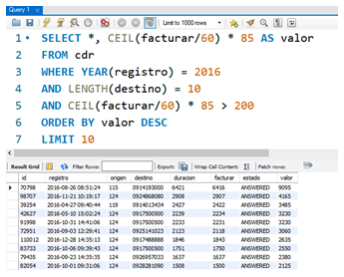 Query 1
Limit to 1000 rows
1 SELECT *, CEIL(facturar/60) * 85 AS valor
2 FROM cdr
3 WHERE YEAR(registro) = 2016
4 AND LENGTH(destino) = 10
5 AND CEIL(facturar/60) * 85 > 200
6 ORDER BY valor DESC
7 LIMIT 10
Result Grid Filter Rows: Export: Wrap Cell Content: Fetch rows:
id registro origen destino duracion facturar estado valor
70798 2016-08-26 08:51:24 115 0914193000 6421 6416 ANSWERED 9095
98707 2016-11-21 10:19:17 124 0924868080 2908 2907 ANSWERED 4165
39254 2016-04-27 09:40:44 118 0914013434 2427 2422 ANSWERED 3485
42627 2016-05-10 15:02:24 124 0917500500 2239 2234 ANSWERED 3230
91998 2016-10-31 14:41:06 124 0917500500 2233 2231 ANSWERED 3230
72951 2016-09-03 12:29:41 124 0925141023 2123 2118 ANSWERED 3060
110012 2016-12-28 14:35:13 124 0917488888 1846 1843 ANSWERED 2635
83733 2016-10-06 09:39:43 124 0917500500 1751 1750 ANSWERED 2550
79435 2016-09-23 14:35:35 124 0926957033 1637 1637 ANSWERED 2380
82054 2016-10-01 09:31:06 124 0928281090 1508 1500 ANSWERED 2125